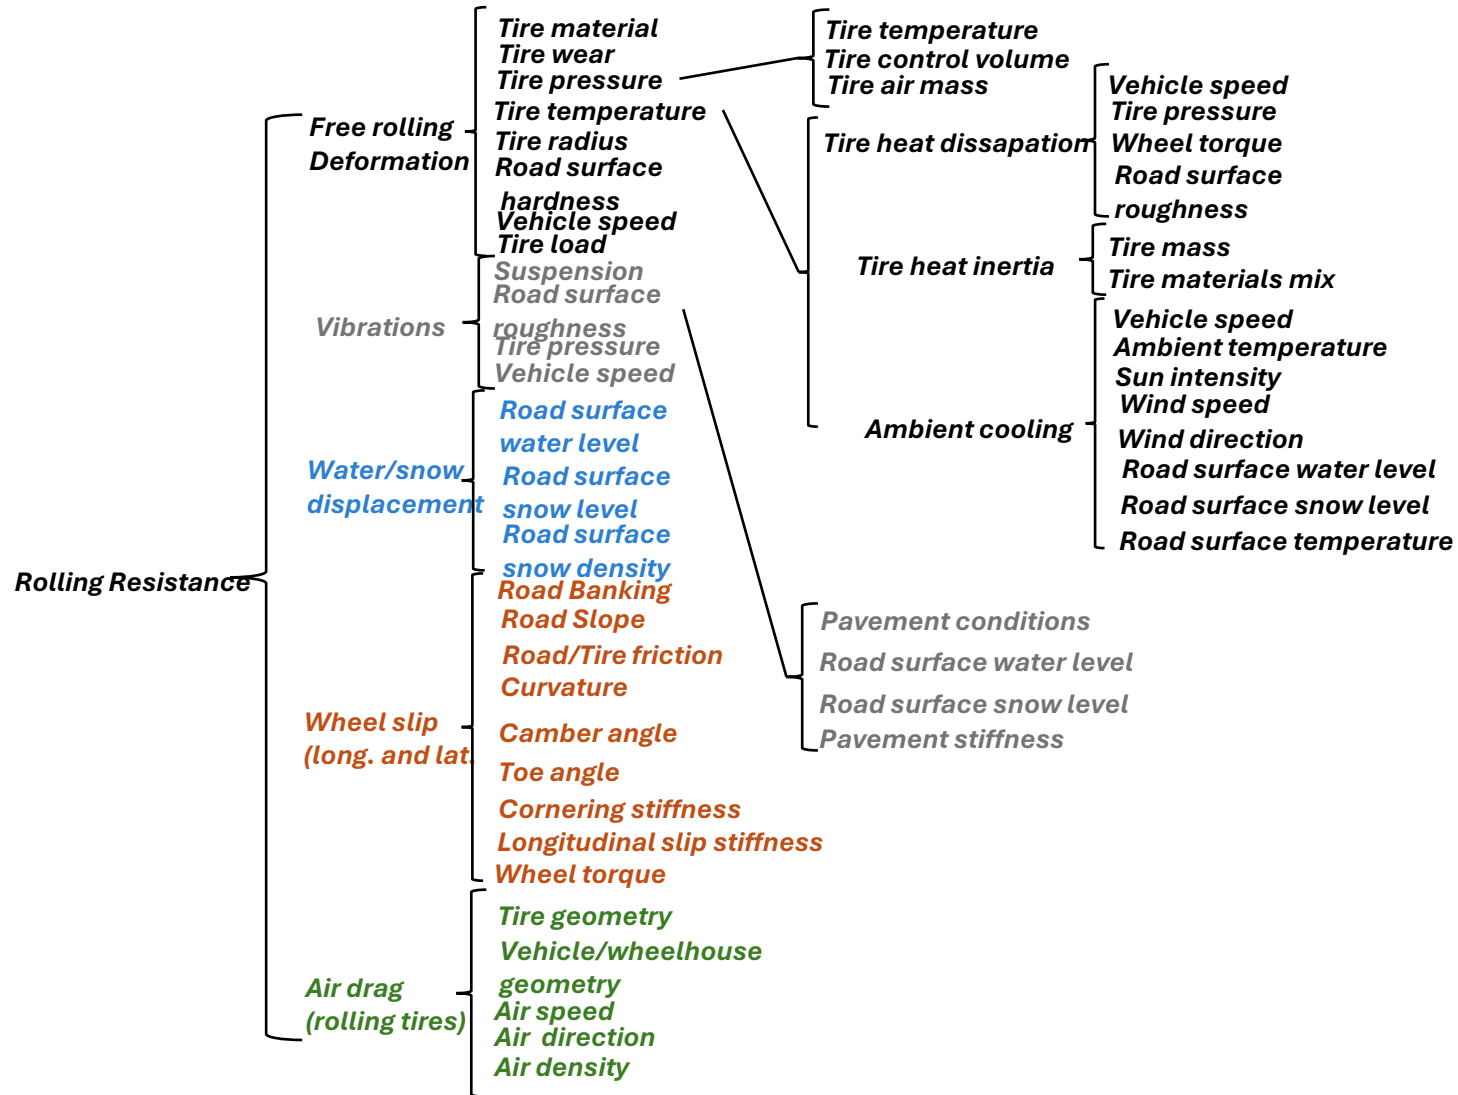 Rolling Resistance
Free rolling
Deformation
Tire material
Tire wear
Tire pressure
Tire temperature
Tire radius
Road surface
hardness
Vehicle speed
Tire load
Tire temperature
Tire control volume
Tire air mass
Tire heat dissapation
Vehicle speed
Tire pressure
Wheel torque
Road surface
roughness
Tire heat inertia
Tire mass
Tire materials mix
Ambient cooling
Vehicle speed
Ambient temperature
Sun intensity
Wind speed
Wind direction
Road surface water level
Road surface snow level
Road surface temperature
Vibrations
Suspension
Road surface
roughness
Tire pressure
Vehicle speed
Pavement conditions
Road surface water level
Road surface snow level
Pavement stiffness
Water/snow
displacement
Road surface
water level
Road surface
snow level
Road surface
snow density
Wheel slip
(long. and lat.
Road Banking
Road Slope
Road/Tire friction
Curvature
Camber angle
Toe angle
Cornering stiffness
Longitudinal slip stiffness
Wheel torque
Air drag
(rolling tires)
Tire geometry
Vehicle/wheelhouse
geometry
Air speed
Air direction
Air density